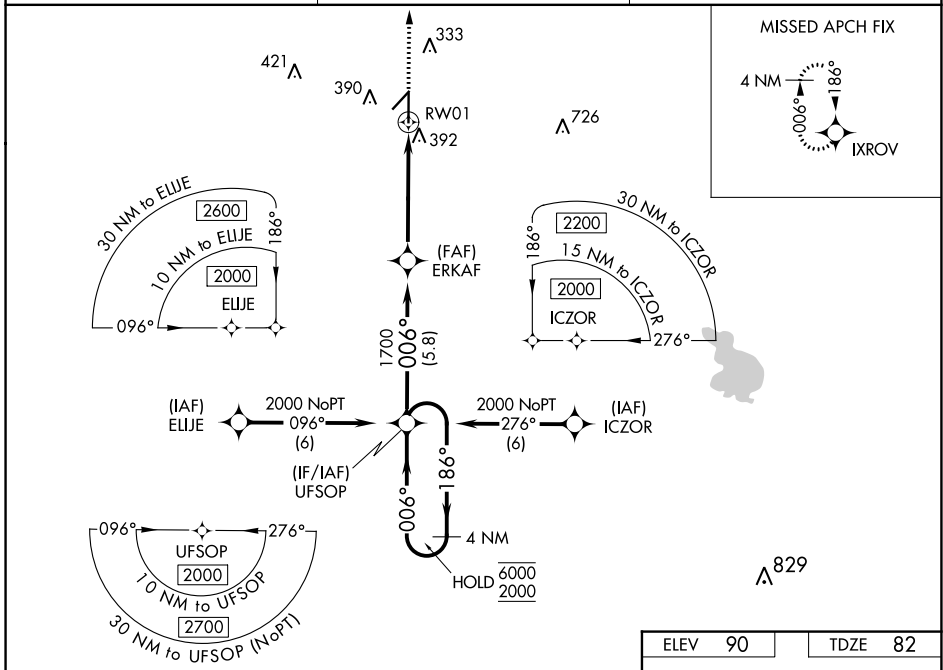 MISSED APCH FIX
4 NM
186°
006°
IXROV
333
421
390
RW01
392
726
30 NM to ELIJE
2600
186°
10 NM to ELIJE
2000
ELIJE
096°
(FAF)
ERKAF
30 NM to ICZOR
2200
186°
15 NM to ICZOR
2000
ICZOR
276°
1700
006°
(5.8)
(IAF)
ELIJE
2000 NoPT
096°
(6)
2000 NoPT
276°
(6)
(IAF)
ICZOR
(IF/IAF)
UFSOP
006°
186°
4 NM
HOLD 6000
2000
096°
276°
UFSOP
2000
10 NM to UFSOP
2700
30 NM to UFSOP (NoPT)
829
ELEV 90
TDZE 82